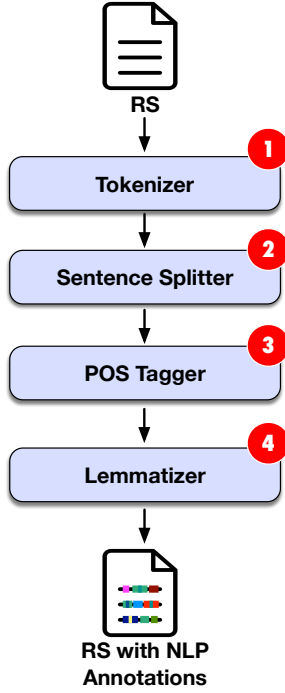 RS
1
Tokenizer
2
Sentence Splitter
3
POS Tagger
4
Lemmatizer
RS with NLP
Annotations